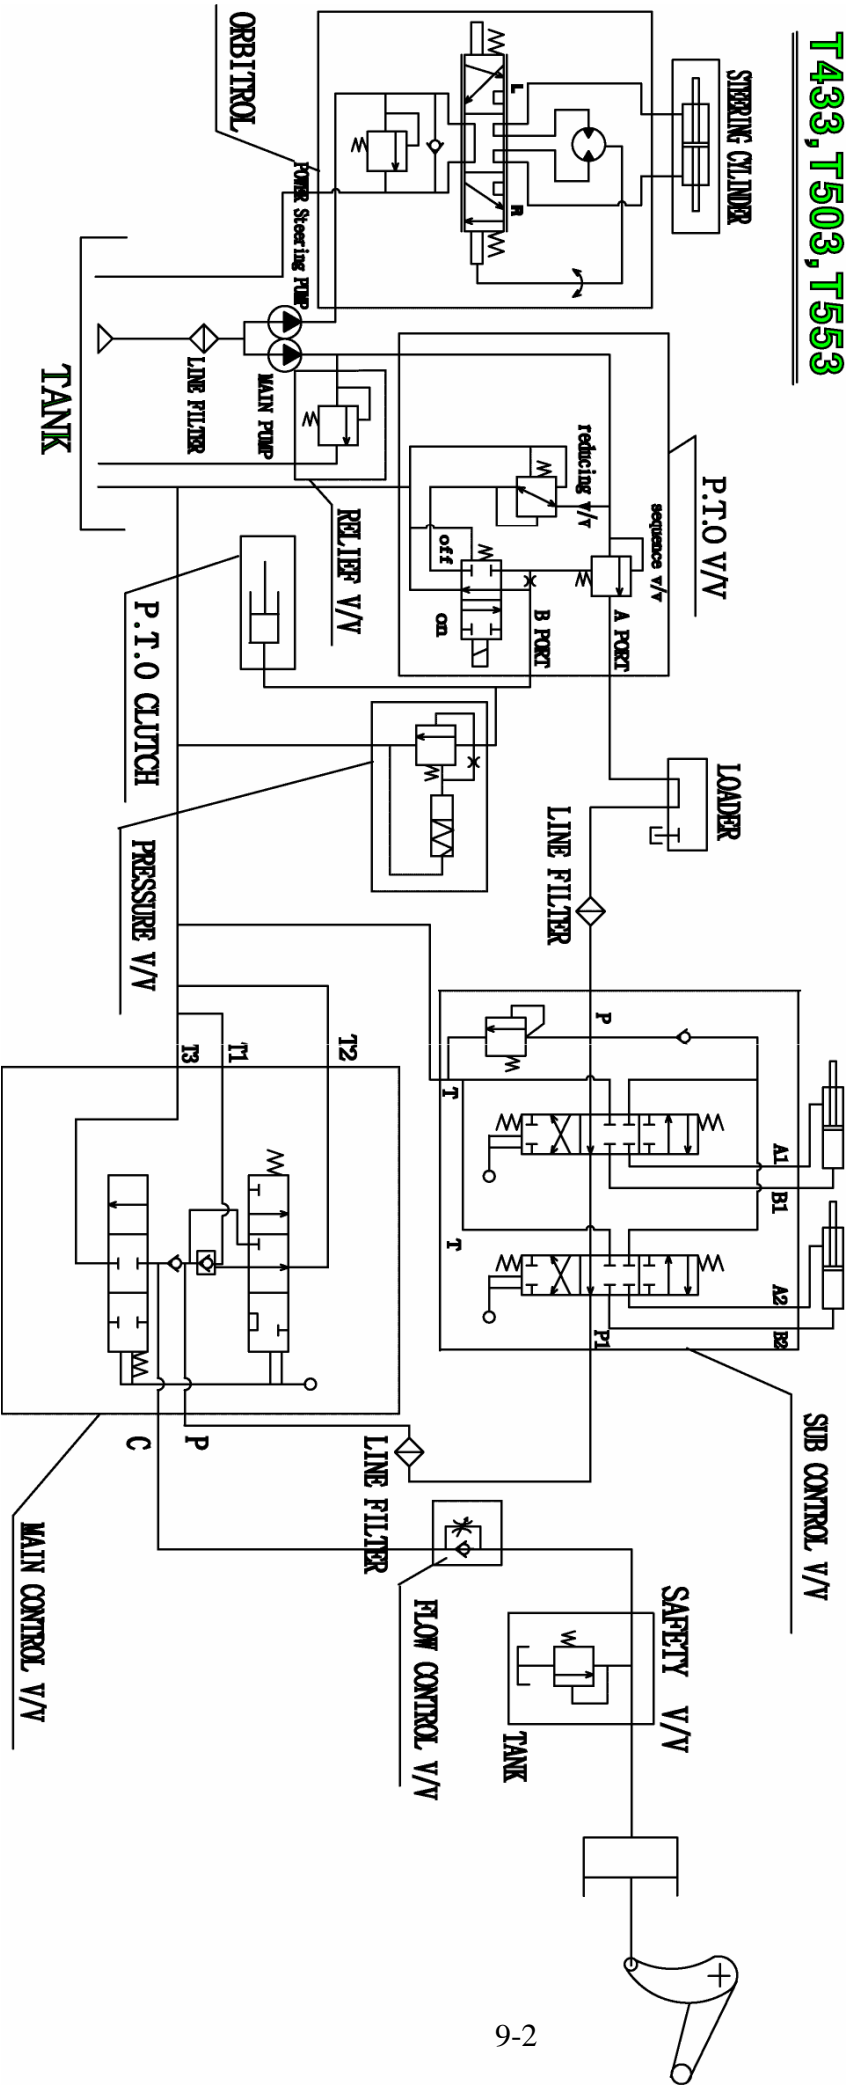 T433,T503,T553
STEERING CYLINDER
ORBITROL
L
R
POWER Steering PUMP
MAIN PUMP
LINE FILTER
TANK
RELIEF V/V
P.T.O V/V
reducing v/v
sequence v/v
off
on
A PORT
B PORT
P.T.O CLUTCH
PRESSURE V/V
LOADER
LINE FILTER
P
T
A1
B1
T
A2
B2
P1
SUB CONTROL V/V
T2
T1
T3
P
C
MAIN CONTROL V/V
LINE FILTER
FLOW CONTROL V/V
SAFETY V/V
TANK
9-2